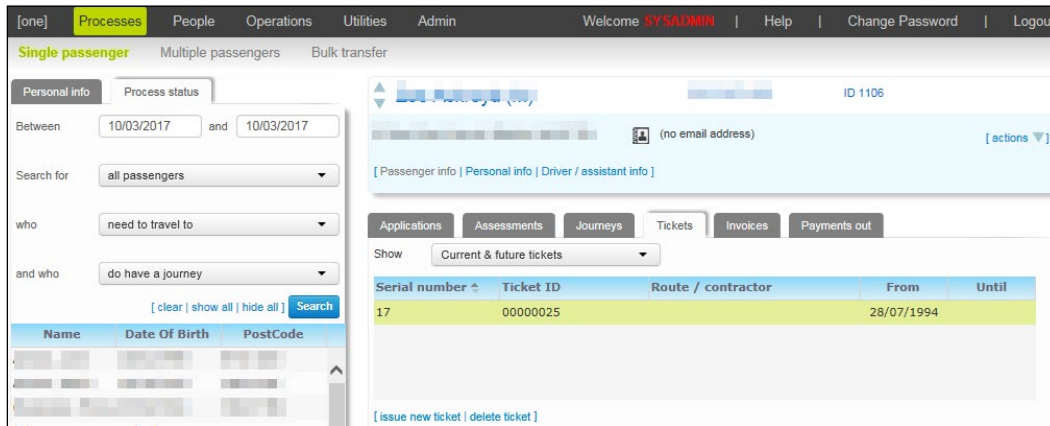 [one] Processes People Operations Utilities Admin Welcome SYSADMIN | Help | Change Password | Logou
Single passenger Multiple passengers Bulk transfer
Personal info Process status
Between 10/03/2017 and 10/03/2017
Search for all passengers
who need to travel to
and who do have a journey
[ clear | show all | hide all ] Search
Name Date Of Birth PostCode
ID 1106
(no email address) [ actions ]
[ Passenger info | Personal info | Driver / assistant info ]
Applications Assessments Journeys Tickets Invoices Payments out
Show Current & future tickets
Serial number Ticket ID Route / contractor From Until
17 00000025 28/07/1994
[ issue new ticket | delete ticket ]